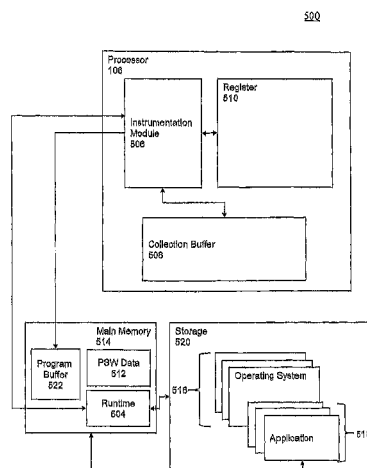 500
Processor
106
Instrumentation
Module
506
Register
510
Collection Buffer
508
Main Memory
514
Program
Buffer
522
PSW Data
512
Runtime
504
Storage
520
516
Operating System
Application